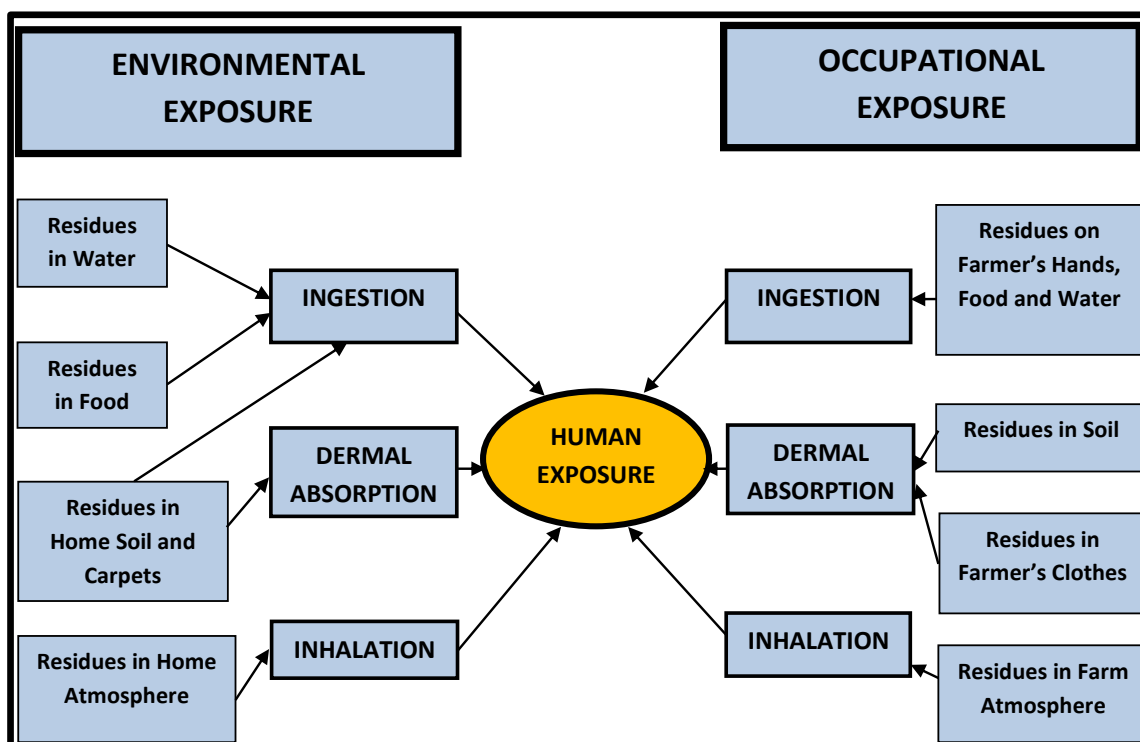 ENVIRONMENTAL
EXPOSURE
OCCUPATIONAL
EXPOSURE
Residues
in Water
Residues
in Food
Residues in
Home Soil and
Carpets
Residues in Home
Atmosphere
INGESTION
DERMAL
ABSORPTION
INHALATION
HUMAN
EXPOSURE
INGESTION
DERMAL
ABSORPTION
INHALATION
Residues on
Farmer’s Hands,
Food and Water
Residues in Soil
Residues in
Farmer’s Clothes
Residues in Farm
Atmosphere